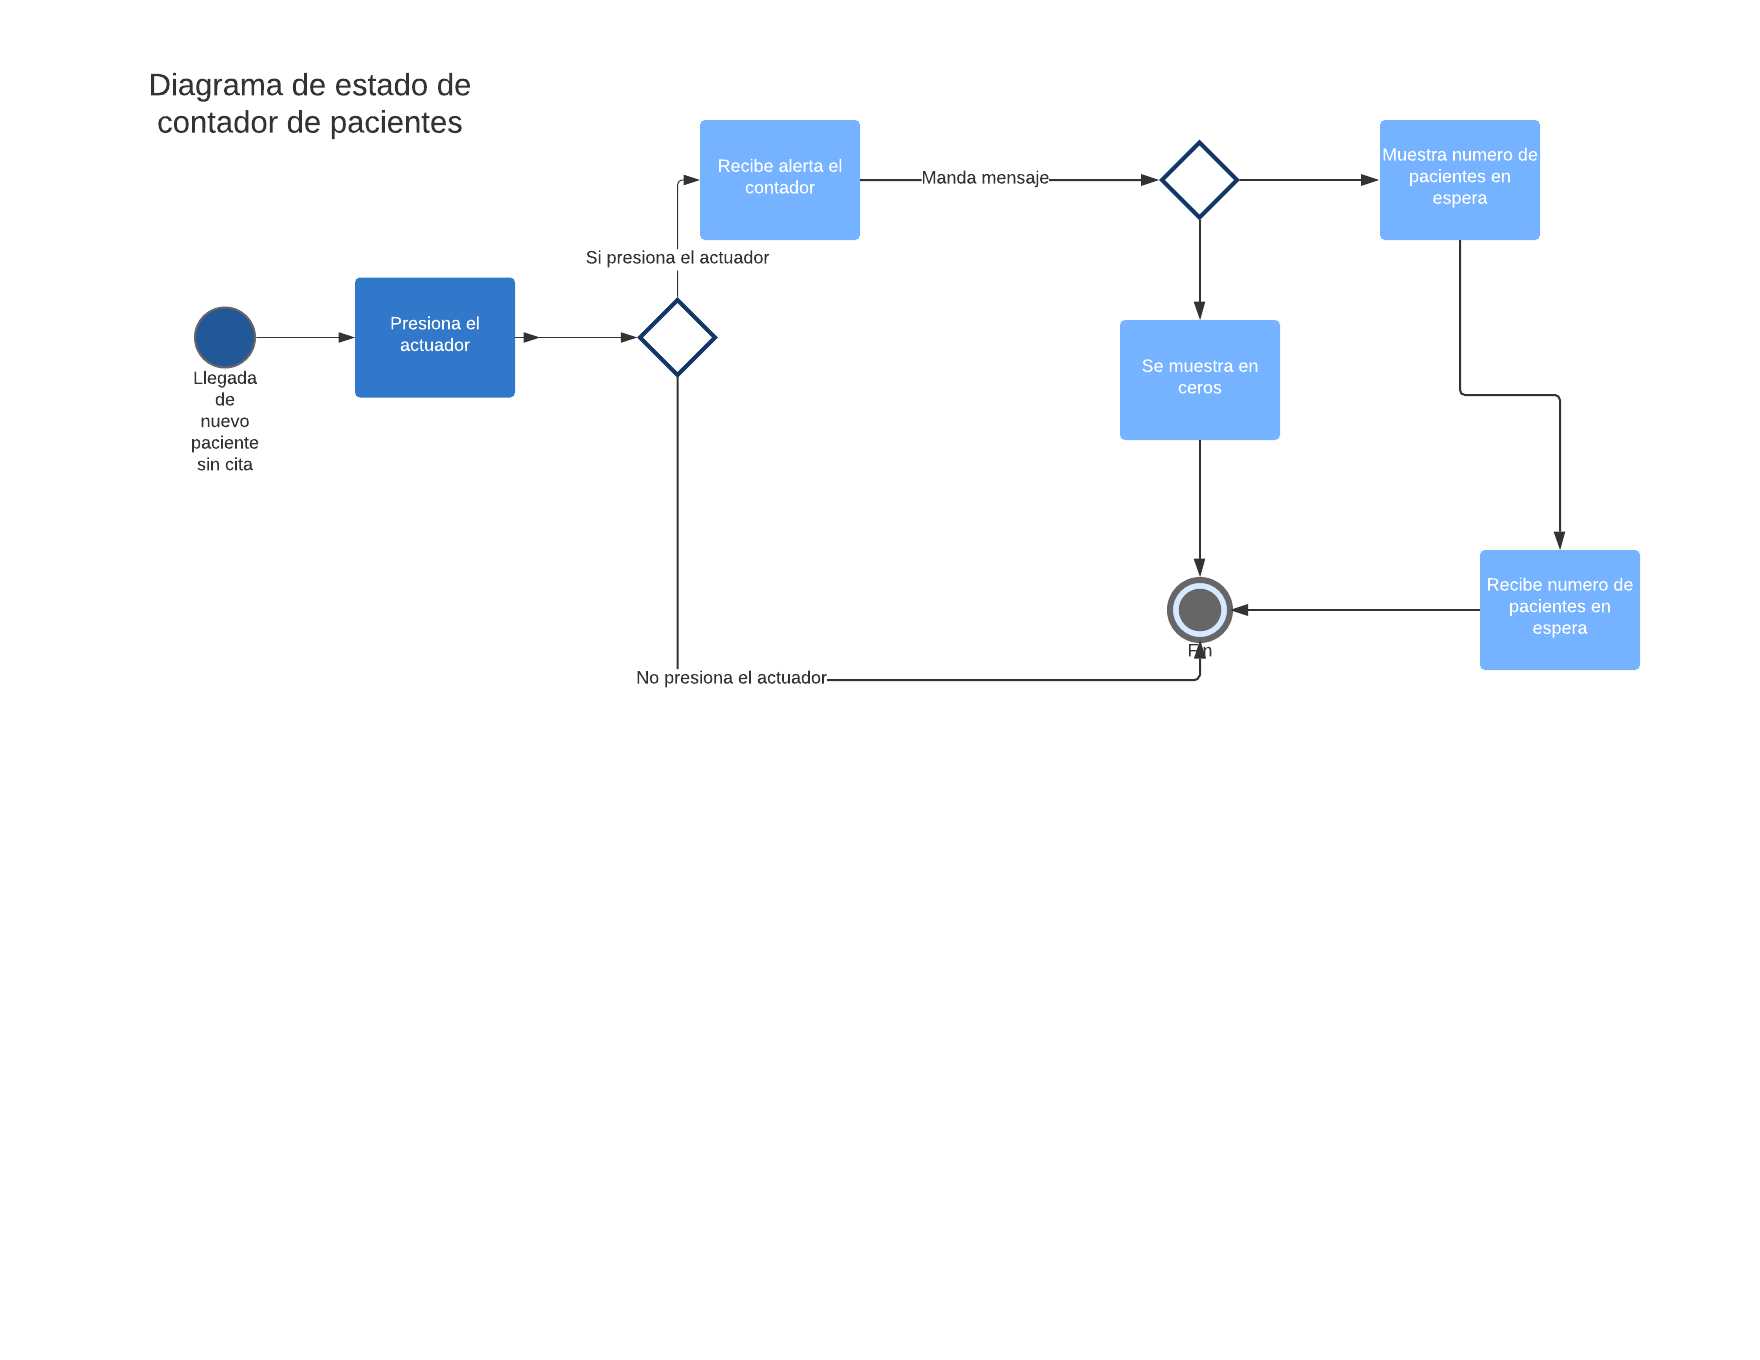 Diagrama de estado de
contador de pacientes
Recibe alerta el
contador
Manda mensaje
Muestra numero de
pacientes en
espera
Si presiona el actuador
Presiona el
actuador
Llegada
de
nuevo
paciente
sin cita
Se muestra en
ceros
Recibe numero de
pacientes en
espera
Fin
No presiona el actuador